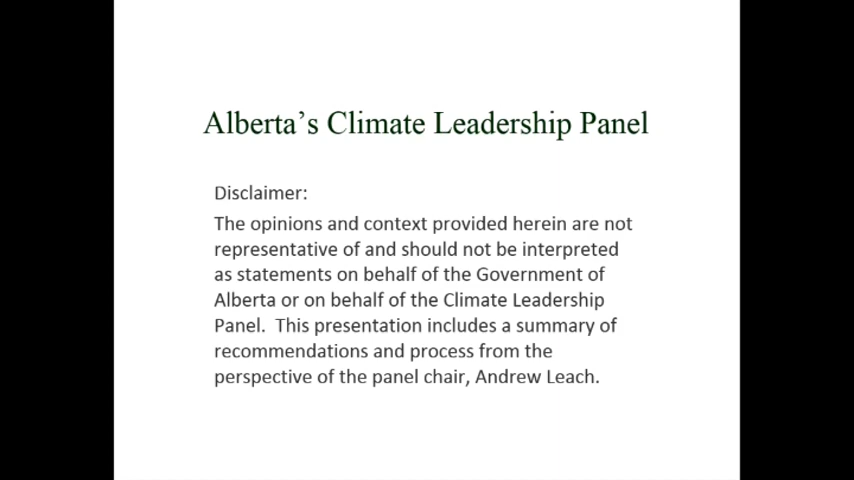 Alberta’s Climate Leadership Panel
Disclaimer:
The opinions and context provided herein are not
representative of and should not be interpreted
as statements on behalf of the Government of
Alberta or on behalf of the Climate Leadership
Panel.  This presentation includes a summary of
recommendations and process from the
perspective of the panel chair, Andrew Leach.